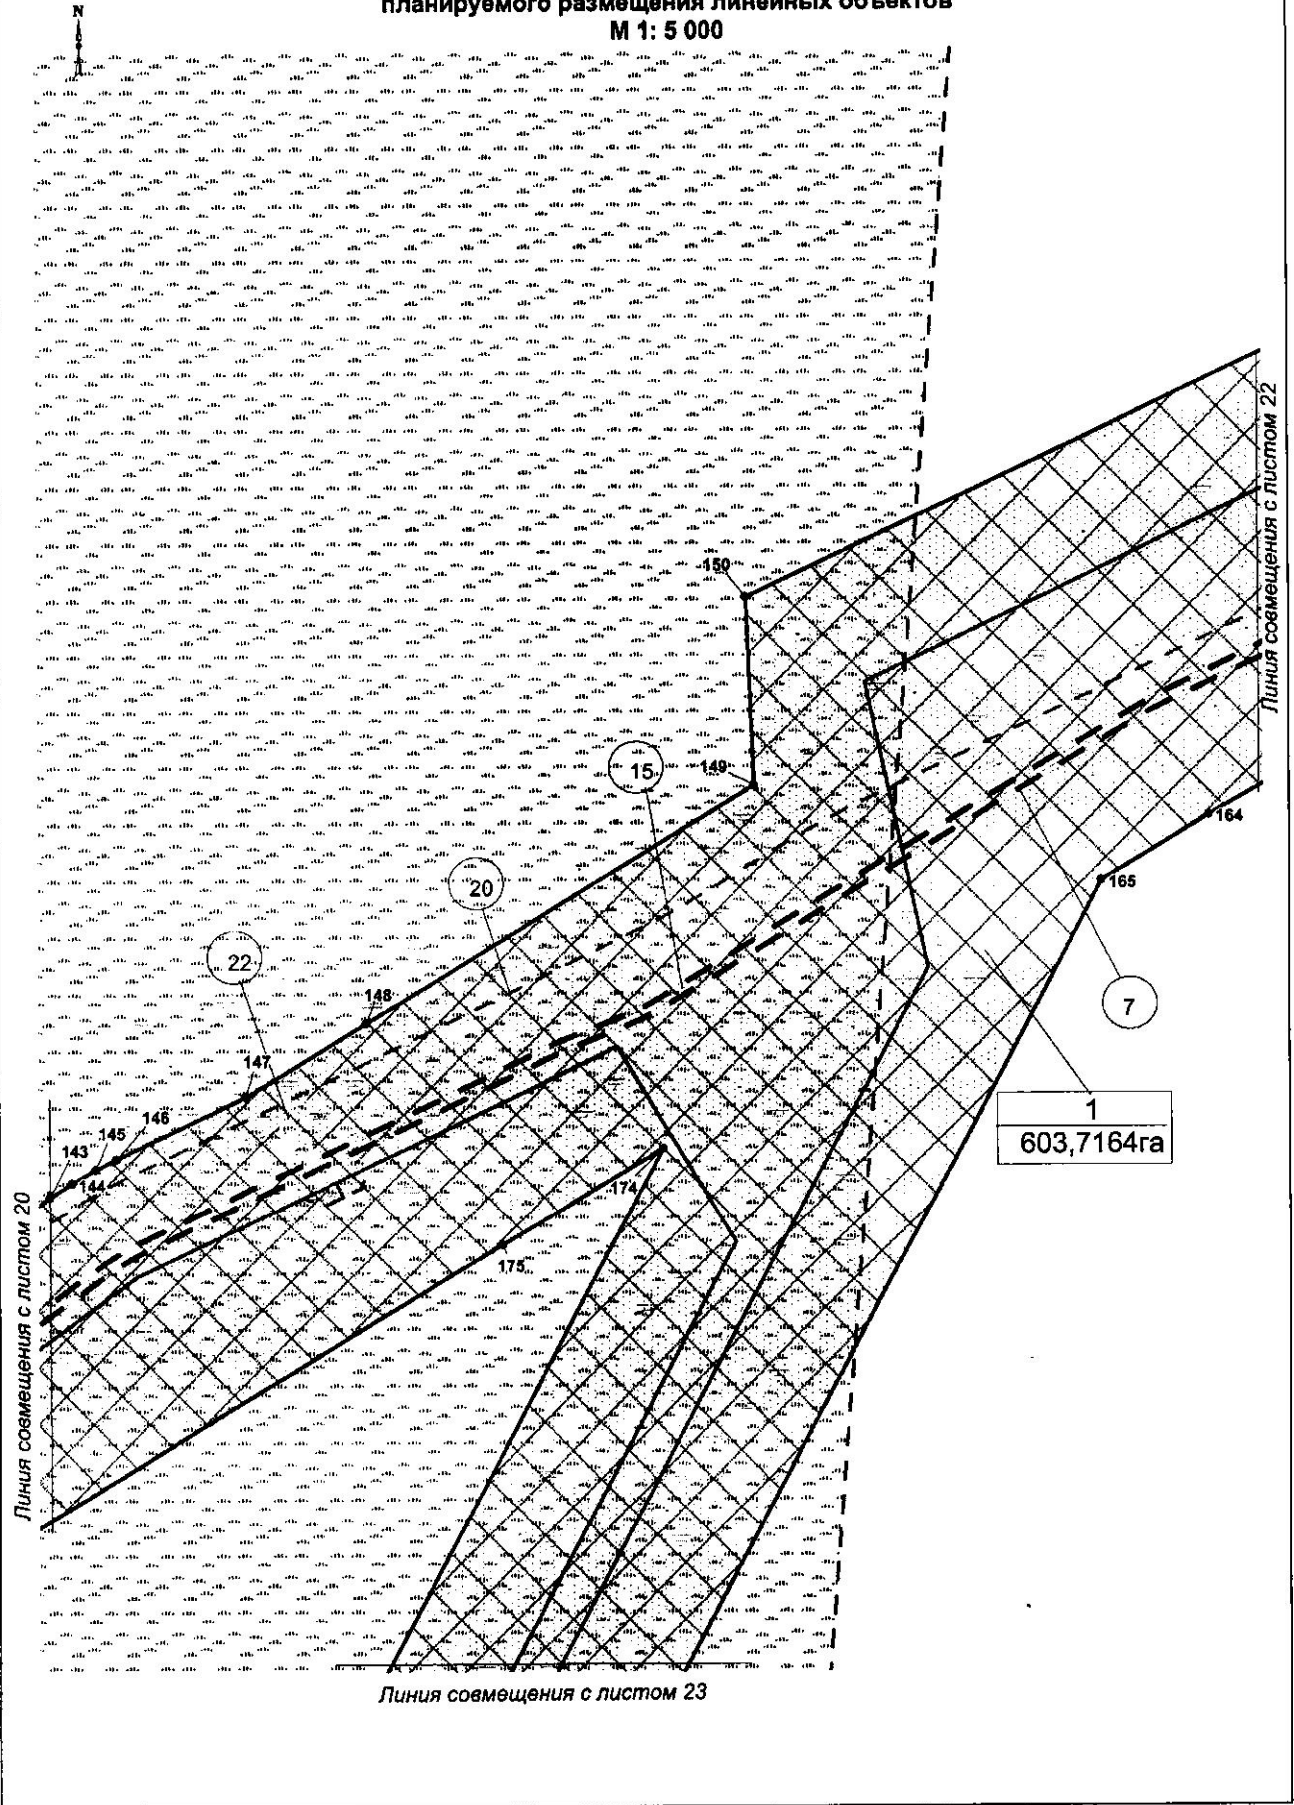 N
планируемого размещения линейных объектов
М 1: 5 000
Линия совмещения с листом 22
150
149
15
164
165
20
22
148
7
147
1
603,7164га
146
145
143
144
174
175
Линия совмещения с листом 20
Линия совмещения с листом 23